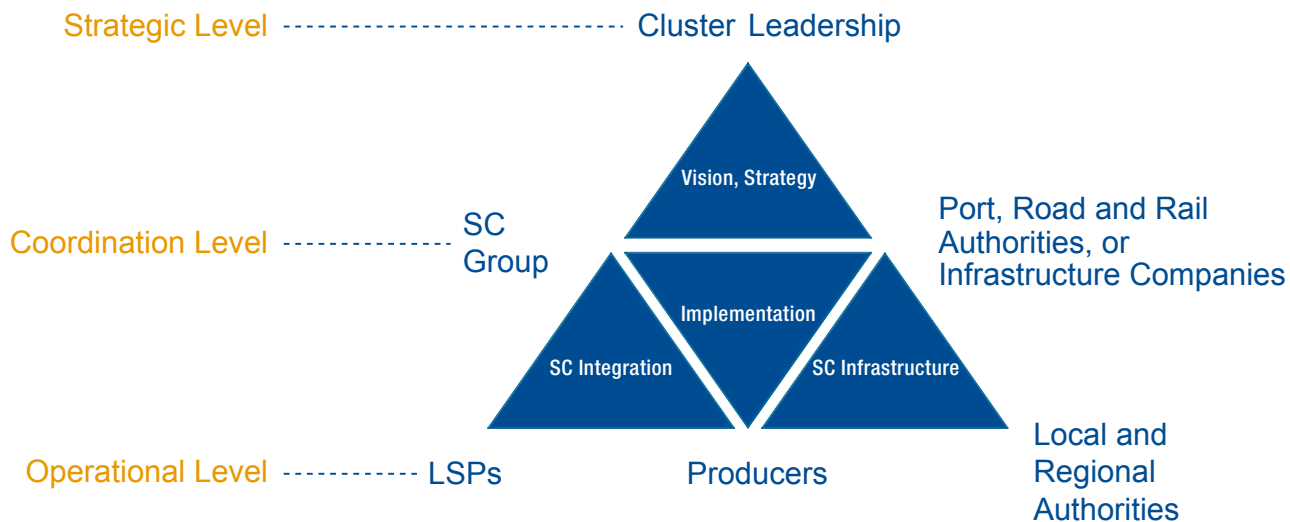 Strategic Level
Cluster Leadership
Vision, Strategy
Coordination Level
SC
Group
Port, Road and Rail
Authorities, or
Infrastructure Companies
Implementation
SC Integration
SC Infrastructure
Operational Level
LSPs
Producers
Local and
Regional
Authorities